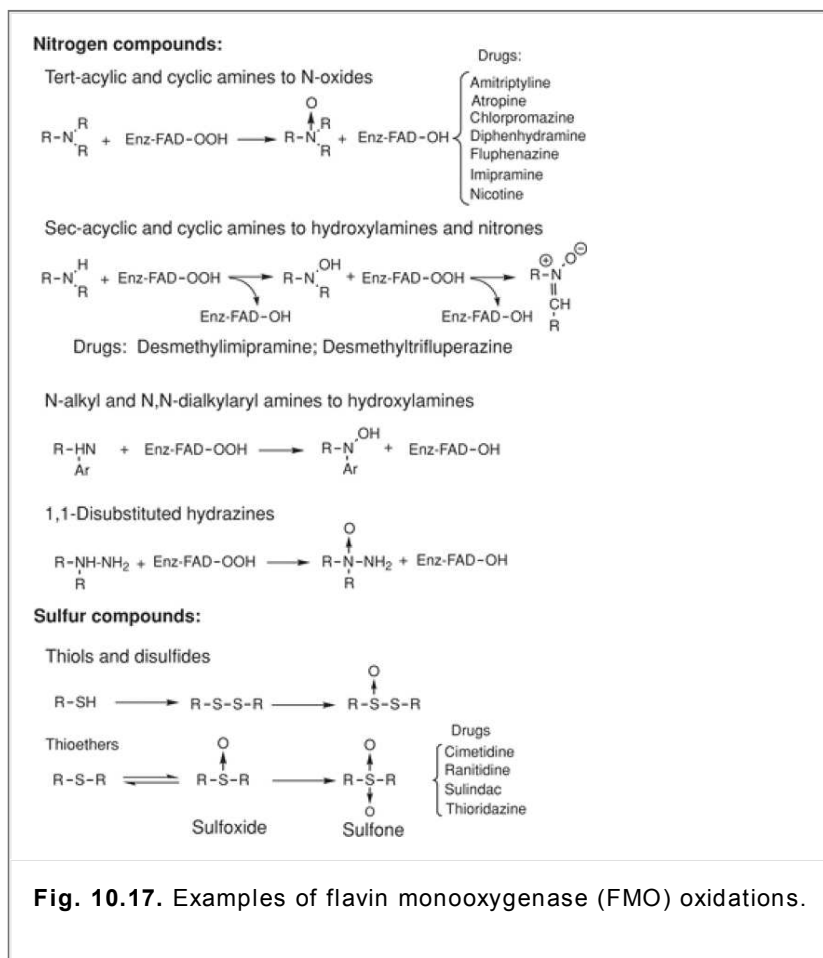 Nitrogen compounds:
Drugs:
Tert-acylic and cyclic amines to N-oxides
R-N R R + Enz-FAD-OOH → O R-N R R + Enz-FAD-OH
Amitriptyline
Atropine
Chlorpromazine
Diphenhydramine
Fluphenazine
Imipramine
Nicotine
Sec-acyclic and cyclic amines to hydroxylamines and nitrones
R-N H R + Enz-FAD-OOH → R-N OH R + Enz-FAD-OOH → R-N ⊕ O ⊖ CH R
Enz-FAD-OH Enz-FAD-OH
Drugs: Desmethylimipramine; Desmethyltrifluperazine
N-alkyl and N,N-dialkylaryl amines to hydroxylamines
R-HN Ar + Enz-FAD-OOH → R-N OH Ar + Enz-FAD-OH
1,1-Disubstituted hydrazines
R-NH-NH₂ R + Enz-FAD-OOH → O R-N-NH₂ R + Enz-FAD-OH
Sulfur compounds:
Thiols and disulfides
R-SH → R-S-S-R → O R-S-S-R
Thioethers
R-S-R ⇌ O R-S-R → O R-S-R O
Sulfoxide Sulfone
Drugs
Cimetidine
Ranitidine
Sulindac
Thioridazine
Fig. 10.17. Examples of flavin monooxygenase (FMO) oxidations.